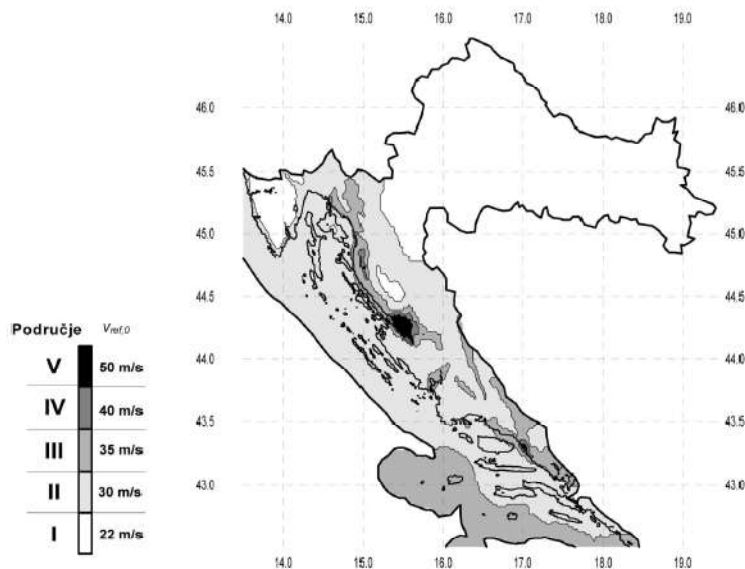 14.0 15.0 16.0 17.0 18.0 19.0
46.0 46.0
45.5 45.5
45.0 45.0
44.5 44.5
44.0 44.0
43.5 43.5
43.0 43.0
14.0 15.0 16.0 17.0 18.0 19.0
Područje Vref,0
V 50 m/s
IV 40 m/s
III 35 m/s
II 30 m/s
I 22 m/s